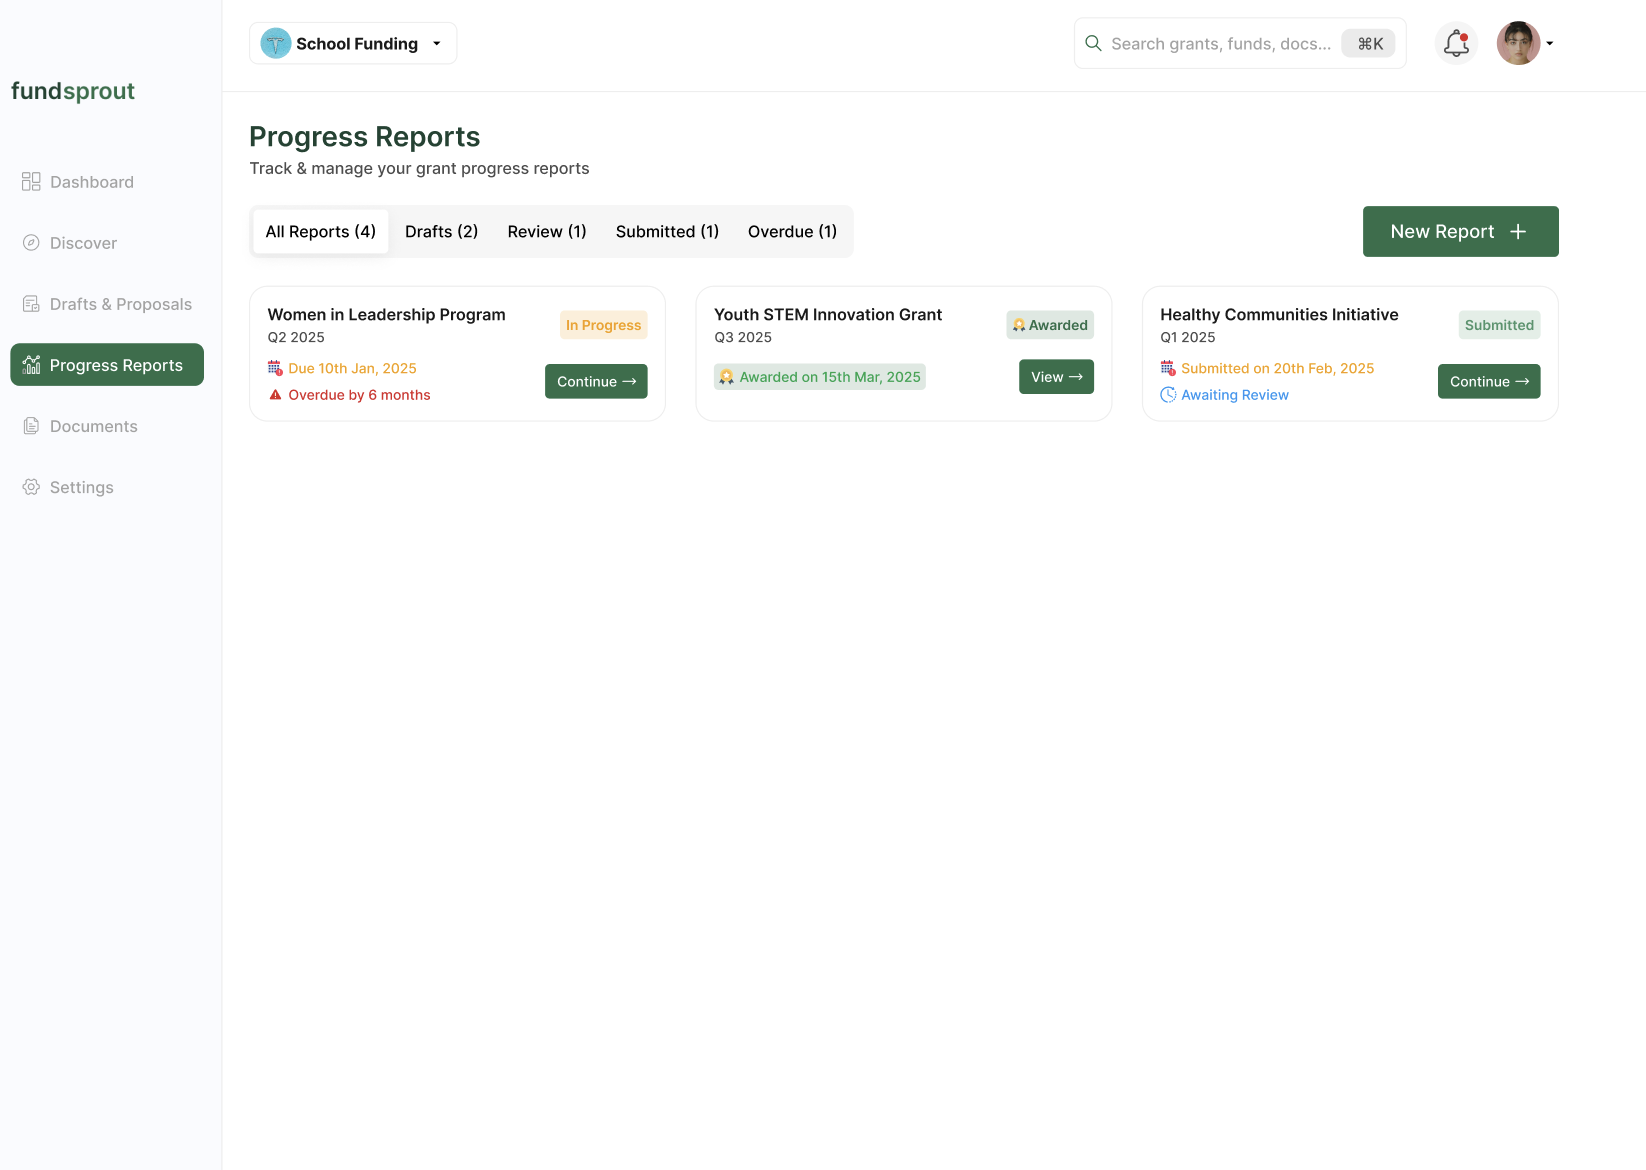 School Funding
Search grants, funds, docs...
⌘K
fundsprout
Dashboard
Discover
Drafts & Proposals
Progress Reports
Documents
Settings
Progress Reports
Track & manage your grant progress reports
All Reports (4)
Drafts (2)
Review (1)
Submitted (1)
Overdue (1)
New Report +
Women in Leadership Program
Q2 2025
In Progress
Due 10th Jan, 2025
Overdue by 6 months
Continue →
Youth STEM Innovation Grant
Q3 2025
Awarded
Awarded on 15th Mar, 2025
View →
Healthy Communities Initiative
Q1 2025
Submitted
Submitted on 20th Feb, 2025
Awaiting Review
Continue →